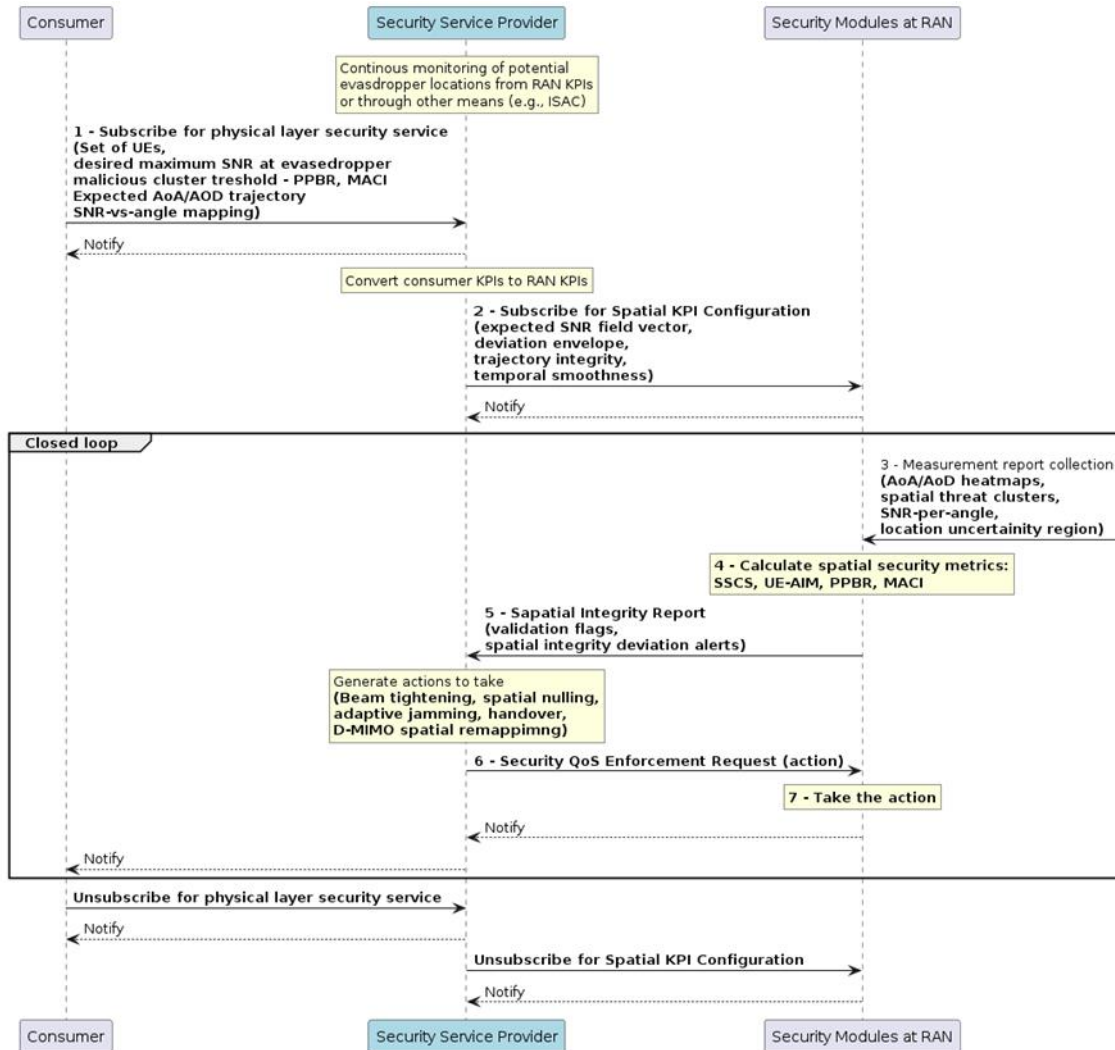 Consumer
Security Service Provider
Security Modules at RAN
Continous monitoring of potential
evasdropper locations from RAN KPIs
or through other means (e.g., ISAC)
1 - Subscribe for physical layer security service
(Set of UEs,
desired maximum SNR at evasedropper
malicious cluster treshold - PPBR, MACI
Expected AoA/AOD trajectory
SNR-vs-angle mapping)
Notify
Convert consumer KPIs to RAN KPIs
2 - Subscribe for Spatial KPI Configuration
(expected SNR field vector,
deviation envelope,
trajectory integrity,
temporal smoothness)
Notify
Closed loop
3 - Measurement report collection
(AoA/AoD heatmaps,
spatial threat clusters,
SNR-per-angle,
location uncertainity region)
4 - Calculate spatial security metrics:
SSCS, UE-AIM, PPBR, MACI
5 - Sapatial Integrity Report
(validation flags,
spatial integrity deviation alerts)
Generate actions to take
(Beam tightening, spatial nulling,
adaptive jamming, handover,
D-MIMO spatial remappimng)
6 - Security QoS Enforcement Request (action)
7 - Take the action
Notify
Notify
Unsubscribe for physical layer security service
Notify
Unsubscribe for Spatial KPI Configuration
Notify
Consumer
Security Service Provider
Security Modules at RAN